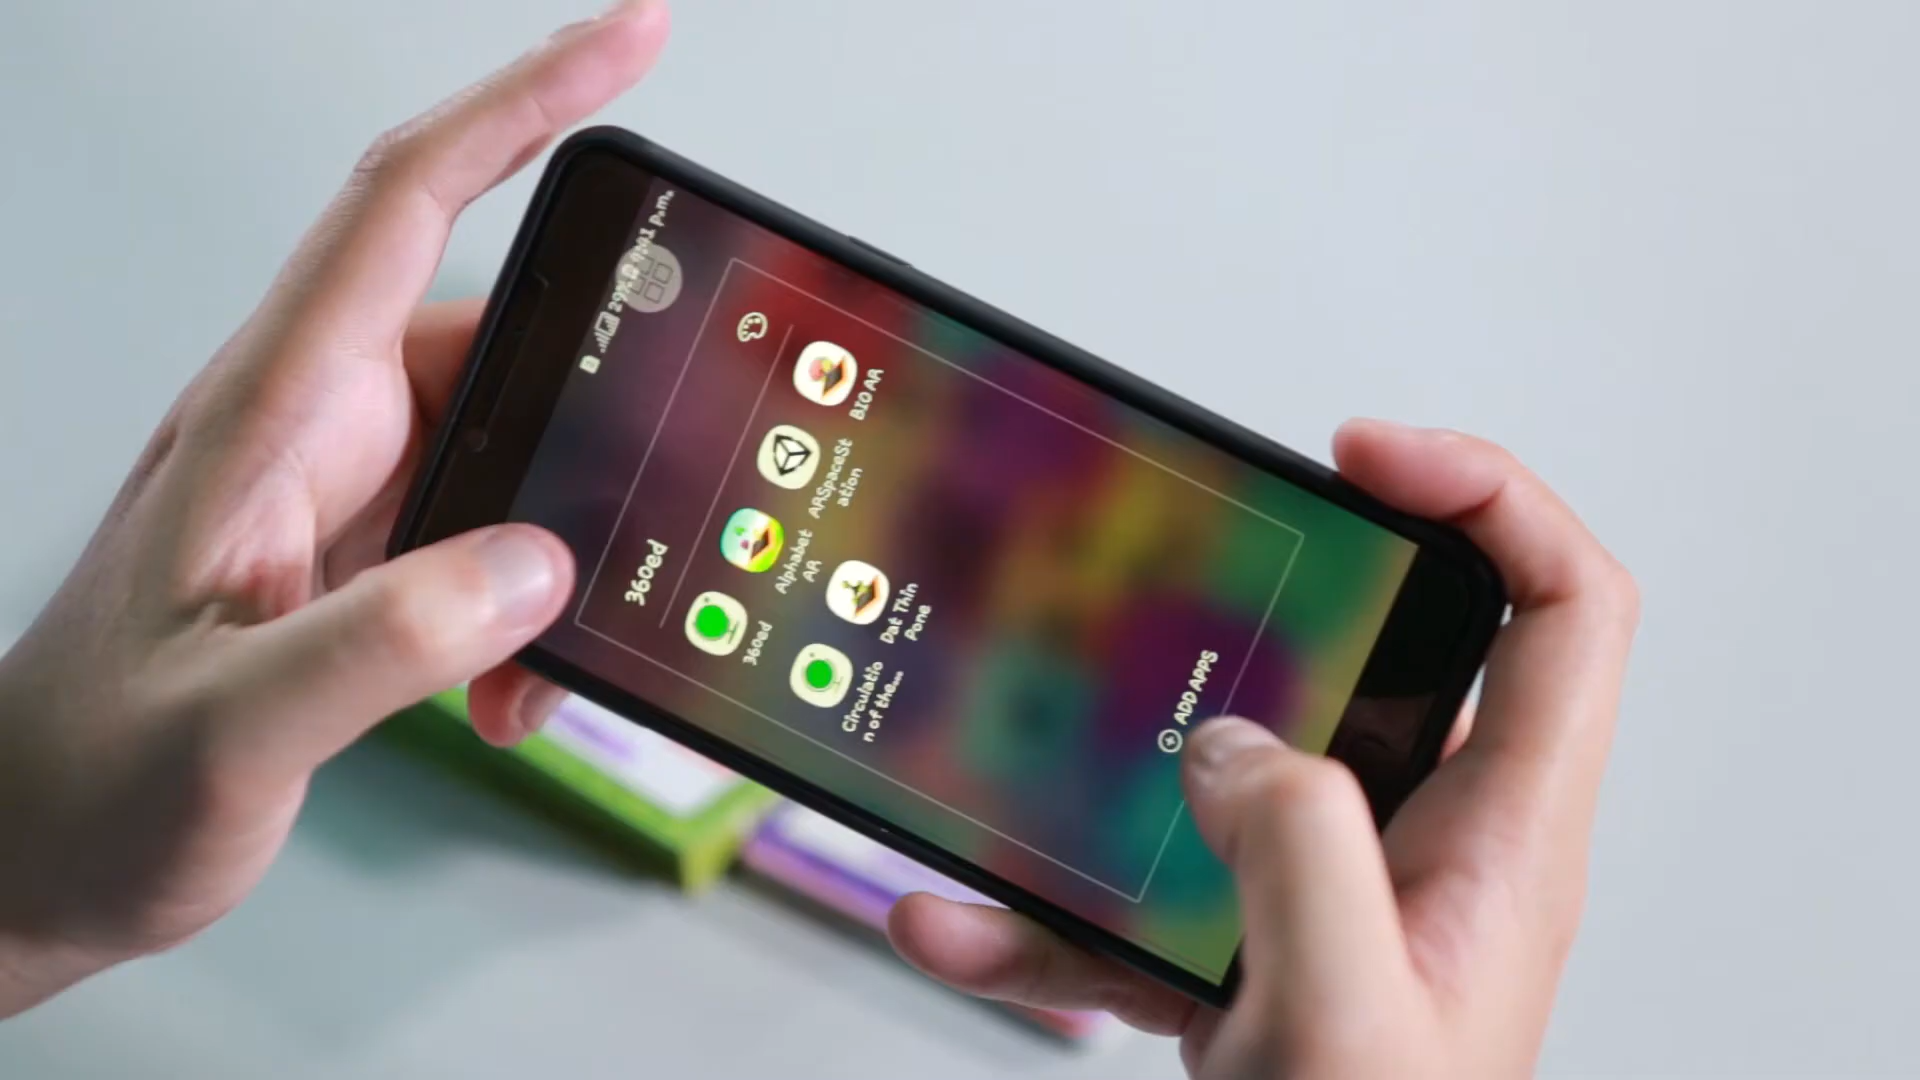 360ed
360ed
Alphabet
AR
ARSpaceSt
ation
BIO AR
Circulatio
n of the...
Dat Thin
Pone
ADD APPS
p.m.